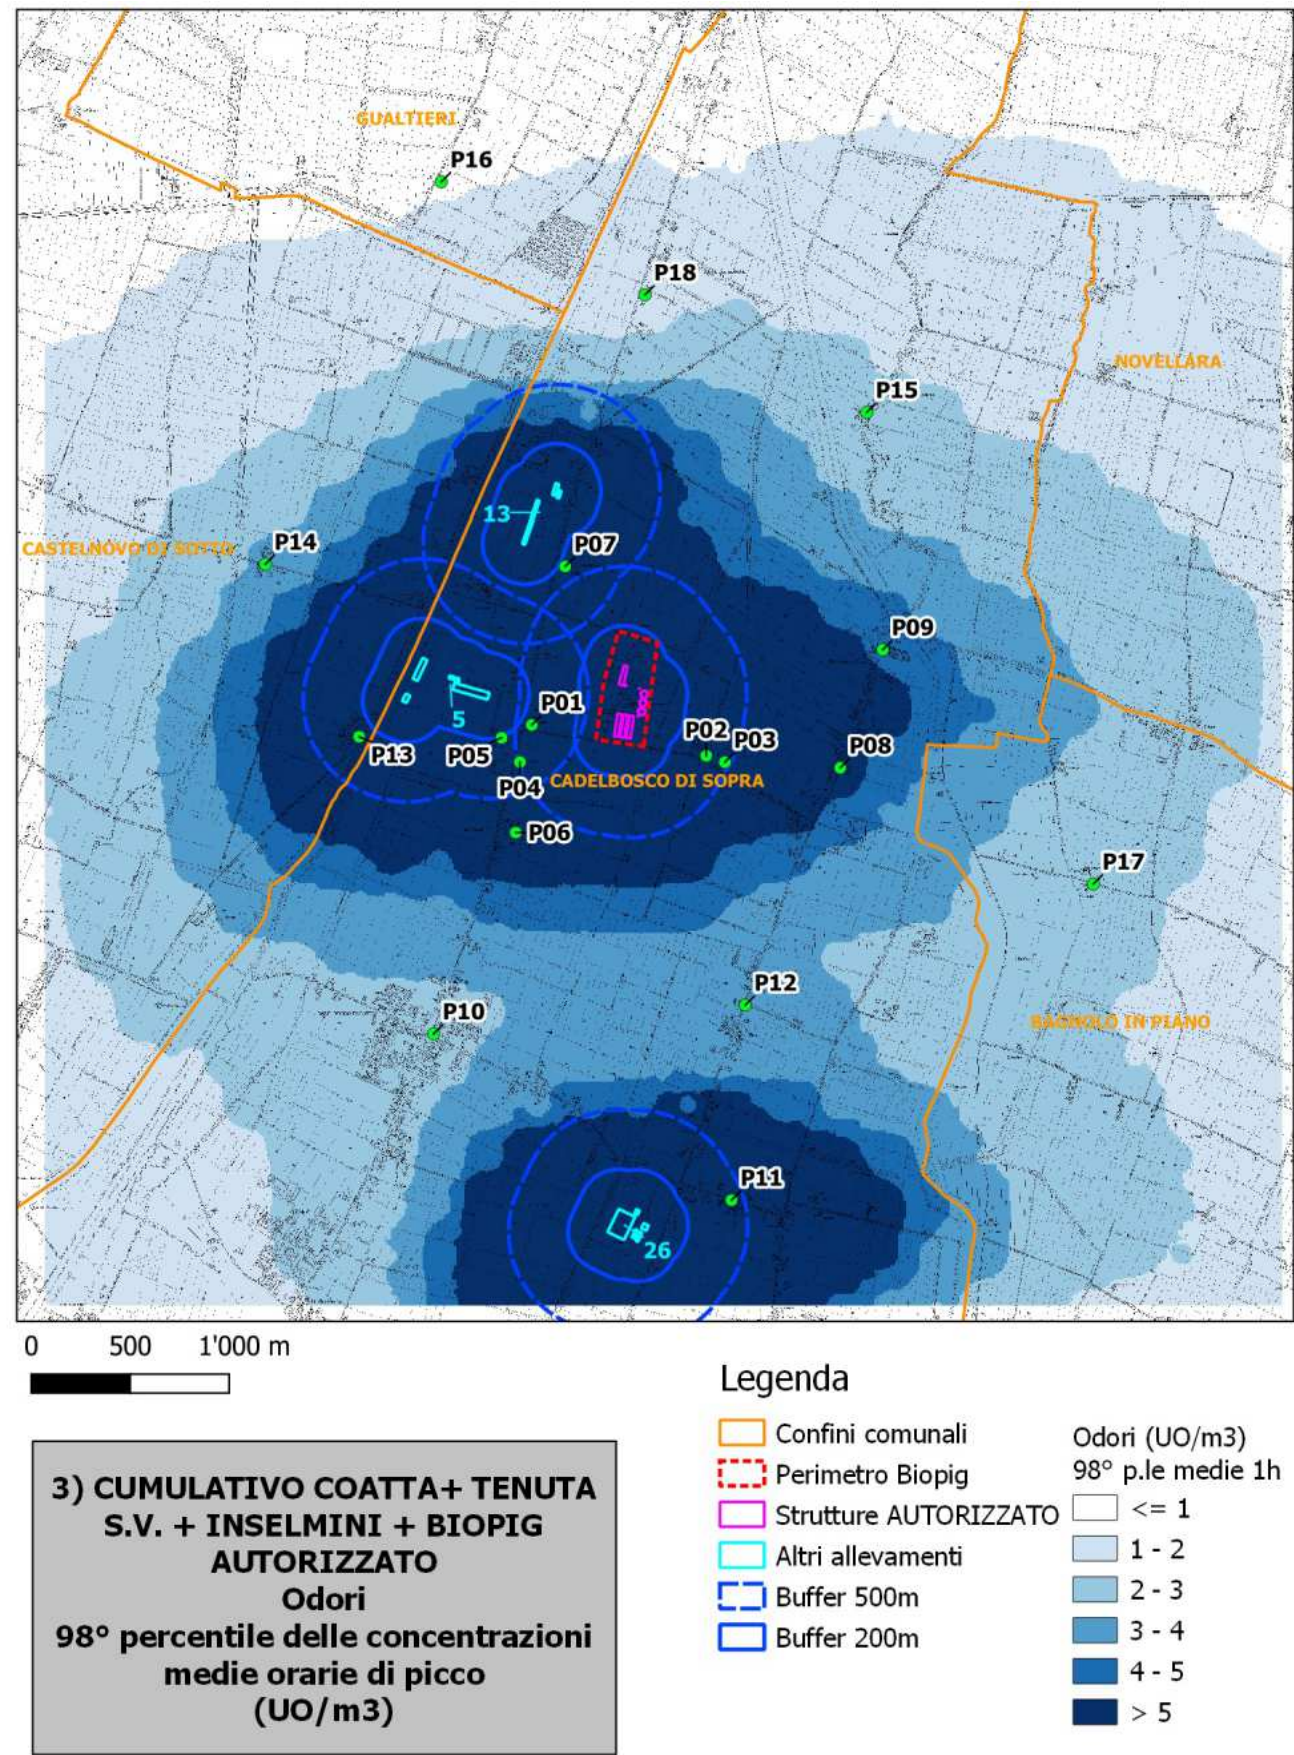 GUALTIERI
P16
P18
NOVELLARA
P15
13
CASTELNOVO DI SOTTO
P14
P07
P09
P01
5
P02
P03
P13
P05
P08
CADELBOSCO DI SOPRA
P04
P06
P17
P12
P10
BAGNOLO IN PIANO
P11
26
0 500 1'000 m
3) CUMULATIVO COATTA+ TENUTA
S.V. + INSELMINI + BIOPIG
AUTORIZZATO
Odori
98° percentile delle concentrazioni
medie orarie di picco
(UO/m3)
Legenda
Confini comunali
Perimetro Biopig
Strutture AUTORIZZATO
Altri allevamenti
Buffer 500m
Buffer 200m
Odori (UO/m3)
98° p.le medie 1h
<= 1
1 - 2
2 - 3
3 - 4
4 - 5
> 5